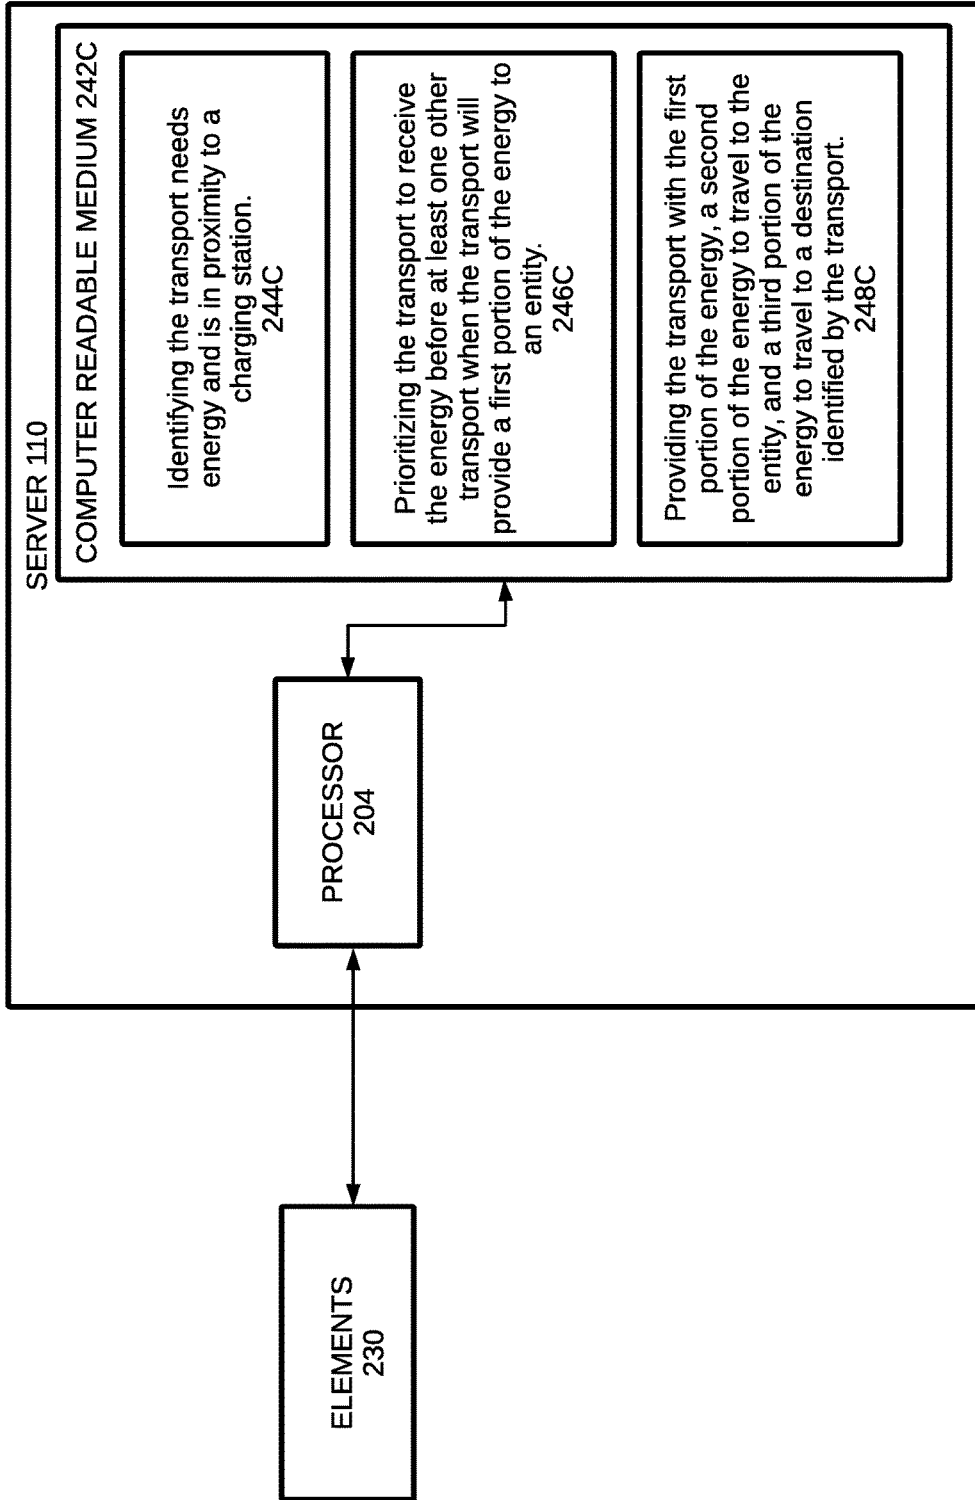 SERVER 110
COMPUTER READABLE MEDIUM 242C
Identifying the transport needs
energy and is in proximity to a
charging station.
244C
Prioritizing the transport to receive
the energy before at least one other
transport when the transport will
provide a first portion of the energy to
an entity.
246C
Providing the transport with the first
portion of the energy, a second
portion of the energy to travel to the
entity, and a third portion of the
energy to travel to a destination
identified by the transport.
248C
PROCESSOR
204
ELEMENTS
230